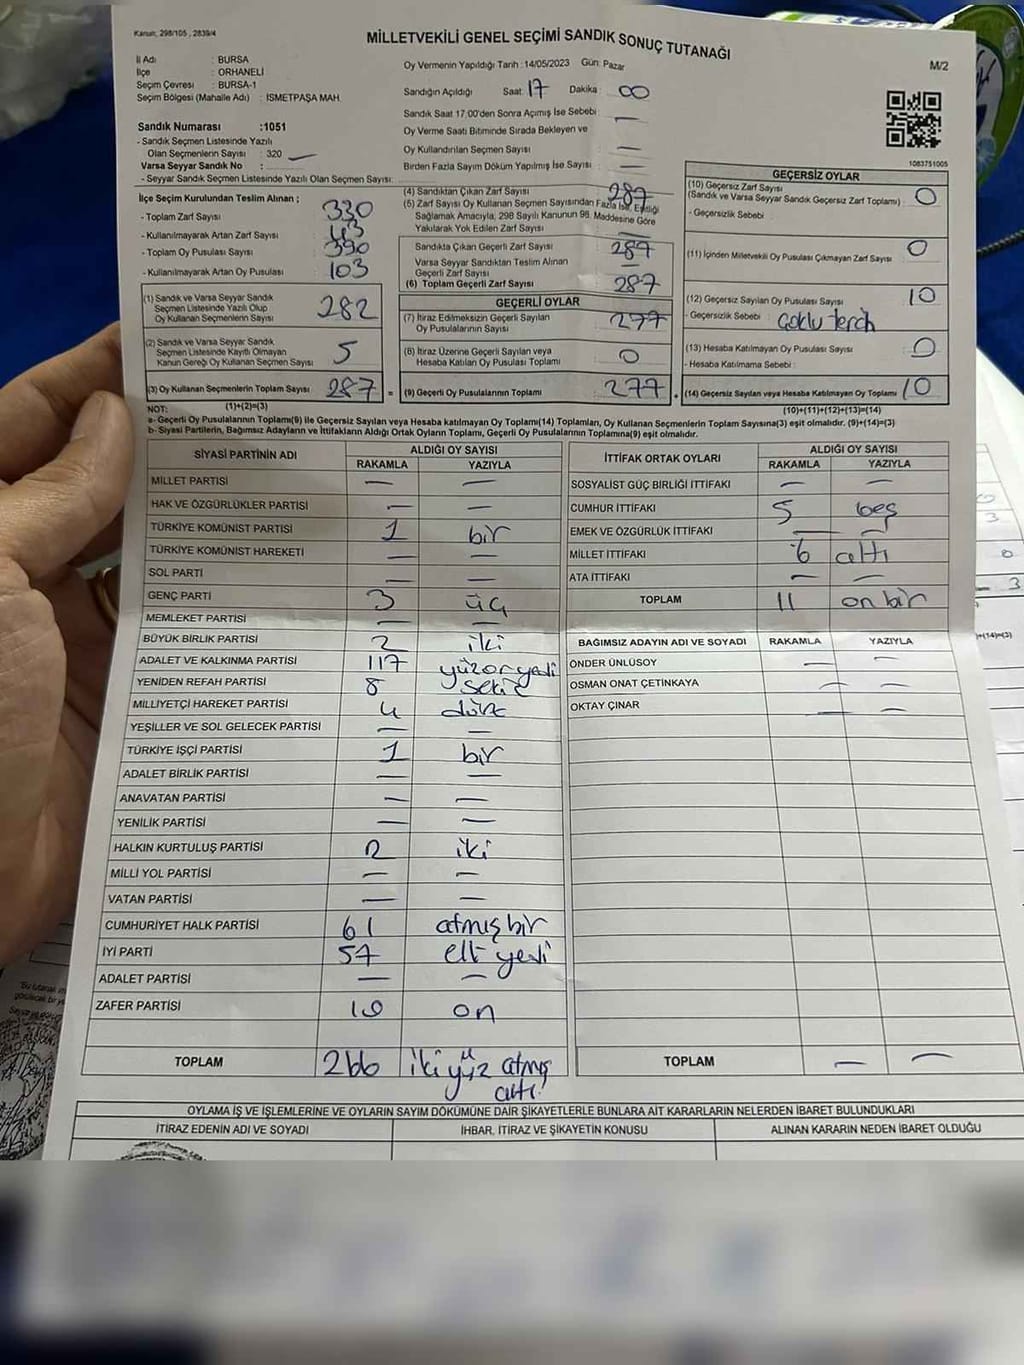 Kanun: 298/105 , 2839/4
MİLLETVEKİLİ GENEL SEÇİMİ SANDIK SONUÇ TUTANAĞI
M/2
İl Adı : BURSA
İlçe : ORHANELİ
Seçim Çevresi : BURSA-1
Seçim Bölgesi (Mahalle Adı) : İSMETPAŞA MAH.
Oy Vermenin Yapıldığı Tarih : 14/05/2023 Gün: Pazar
Sandığın Açıldığı Saat: 17 Dakika: 00
Sandık Saat 17:00'den Sonra Açımış İse Sebebi : —
Oy Verme Saati Bitiminde Sırada Bekleyen ve
Oy Kullandırılan Seçmen Sayısı : —
Birden Fazla Sayım Döküm Yapılmış İse Sayısı : —
Sandık Numarası :1051
- Sandık Seçmen Listesinde Yazılı
Olan Seçmenlerin Sayısı : 320
Varsa Seyyar Sandık No :
- Seyyar Sandık Seçmen Listesinde Yazılı Olan Seçmen Sayısı:
1083751005
İlçe Seçim Kurulundan Teslim Alınan ;
- Toplam Zarf Sayısı : 330
- Kullanılmayarak Artan Zarf Sayısı : 43
- Toplam Oy Pusulası Sayısı : 390
- Kullanılmayarak Artan Oy Pusulası : 103
(1) Sandık ve Varsa Seyyar Sandık
Seçmen Listesinde Yazılı Olup
Oy Kullanan Seçmenlerin Sayısı 282
(2) Sandık ve Varsa Seyyar Sandık
Seçmen Listesinde Kayıtlı Olmayan
Kanun Gereği Oy Kullanan Seçmen Sayısı 5
(3) Oy Kullanan Seçmenlerin Toplam Sayısı 287 =
(4) Sandıktan Çıkan Zarf Sayısı : 287
(5) Zarf Sayısı Oy Kullanan Seçmen Sayısından Fazla İse, Eşitliği
Sağlamak Amacıyla, 298 Sayılı Kanunun 98. Maddesine Göre
Yakılarak Yok Edilen Zarf Sayısı : —
Sandıkta Çıkan Geçerli Zarf Sayısı : 287
Varsa Seyyar Sandıktan Teslim Alınan
Geçerli Zarf Sayısı : —
(6) Toplam Geçerli Zarf Sayısı : 287
GEÇERLİ OYLAR
(7) İtiraz Edilmeksizin Geçerli Sayılan
Oy Pusulalarının Sayısı : 277
(8) İtiraz Üzerine Geçerli Sayılan veya
Hesaba Katılan Oy Pusulası Toplamı : 0
(9) Geçerli Oy Pusulalarının Toplamı : 277
GEÇERSİZ OYLAR
(10) Geçersiz Zarf Sayısı
(Sandık ve Varsa Seyyar Sandık Geçersiz Zarf Toplamı) : 0
- Geçersizlik Sebebi :
(11) İçinden Milletvekili Oy Pusulası Çıkmayan Zarf Sayısı : 0
(12) Geçersiz Sayılan Oy Pusulası Sayısı : 10
- Geçersizlik Sebebi : çoklu tercih
(13) Hesaba Katılmayan Oy Pusulası Sayısı : 0
- Hesaba Katılmama Sebebi :
(14) Geçersiz Sayılan veya Hesaba Katılmayan Oy Toplamı 10
NOT: (1)+(2)=(3) (10)+(11)+(12)+(13)=(14)
a- Geçerli Oy Pusulalarının Toplamı(9) ile Geçersiz Sayılan veya Hesaba katılmayan Oy Toplamı(14) Toplamları, Oy Kullanan Seçmenlerin Toplam Sayısına(3) eşit olmalıdır. (9)+(14)=(3)
b- Siyasi Partilerin, Bağımsız Adayların ve İttifakların Aldığı Ortak Oyların Toplamı, Geçerli Oy Pusulalarının Toplamına(9) eşit olmalıdır.
SİYASİ PARTİNİN ADI ALDIĞI OY SAYISI
RAKAMLA YAZIYLA
MİLLET PARTİSİ — —
HAK VE ÖZGÜRLÜKLER PARTİSİ — —
TÜRKİYE KOMÜNİST PARTİSİ 1 bir
TÜRKİYE KOMÜNİST HAREKETİ — —
SOL PARTİ — —
GENÇ PARTİ 3 üç
MEMLEKET PARTİSİ — —
BÜYÜK BİRLİK PARTİSİ 2 iki
ADALET VE KALKINMA PARTİSİ 117 yüzonyedi
YENİDEN REFAH PARTİSİ 8 sekiz
MİLLİYETÇİ HAREKET PARTİSİ 4 dört
YEŞİLLER VE SOL GELECEK PARTİSİ — —
TÜRKİYE İŞÇİ PARTİSİ 1 bir
ADALET BİRLİK PARTİSİ — —
ANAVATAN PARTİSİ — —
YENİLİK PARTİSİ — —
HALKIN KURTULUŞ PARTİSİ 2 iki
MİLLİ YOL PARTİSİ — —
VATAN PARTİSİ — —
CUMHURİYET HALK PARTİSİ 61 atmış bir
İYİ PARTİ 57 elli yedi
ADALET PARTİSİ — —
ZAFER PARTİSİ 10 on
TOPLAM 266 iki yüz atmış
altı
İTTİFAK ORTAK OYLARI ALDIĞI OY SAYISI
RAKAMLA YAZIYLA
SOSYALİST GÜÇ BİRLİĞİ İTTİFAKI — —
CUMHUR İTTİFAKI 5 beş
EMEK VE ÖZGÜRLÜK İTTİFAKI — —
MİLLET İTTİFAKI 6 altı
ATA İTTİFAKI — —
TOPLAM 11 on bir
BAĞIMSIZ ADAYIN ADI VE SOYADI RAKAMLA YAZIYLA
ÖNDER ÜNLÜSOY — —
OSMAN ONAT ÇETİNKAYA — —
OKTAY ÇINAR — —
TOPLAM — —
OYLAMA İŞ VE İŞLEMLERİNE VE OYLARIN SAYIM DÖKÜMÜNE DAİR ŞİKAYETLERLE BUNLARA AİT KARARLARIN NELERDEN İBARET BULUNDUKLARI
İTİRAZ EDENİN ADI VE SOYADI İHBAR, İTİRAZ VE ŞİKAYETİN KONUSU ALINAN KARARIN NEDEN İBARET OLDUĞU